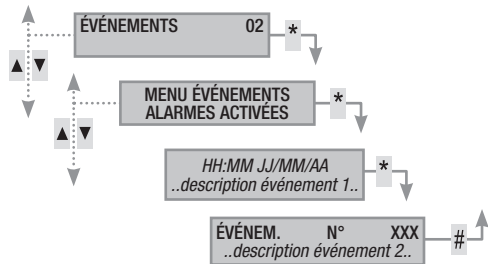 ÉVÉNEMENTS 02 *
▲ ▼
MENU ÉVÉNEMENTS
ALARMES ACTIVÉES *
▲ ▼
HH:MM JJ/MM/AA
..description événement 1.. *
ÉVÉNEM. N° XXX
..description événement 2.. #